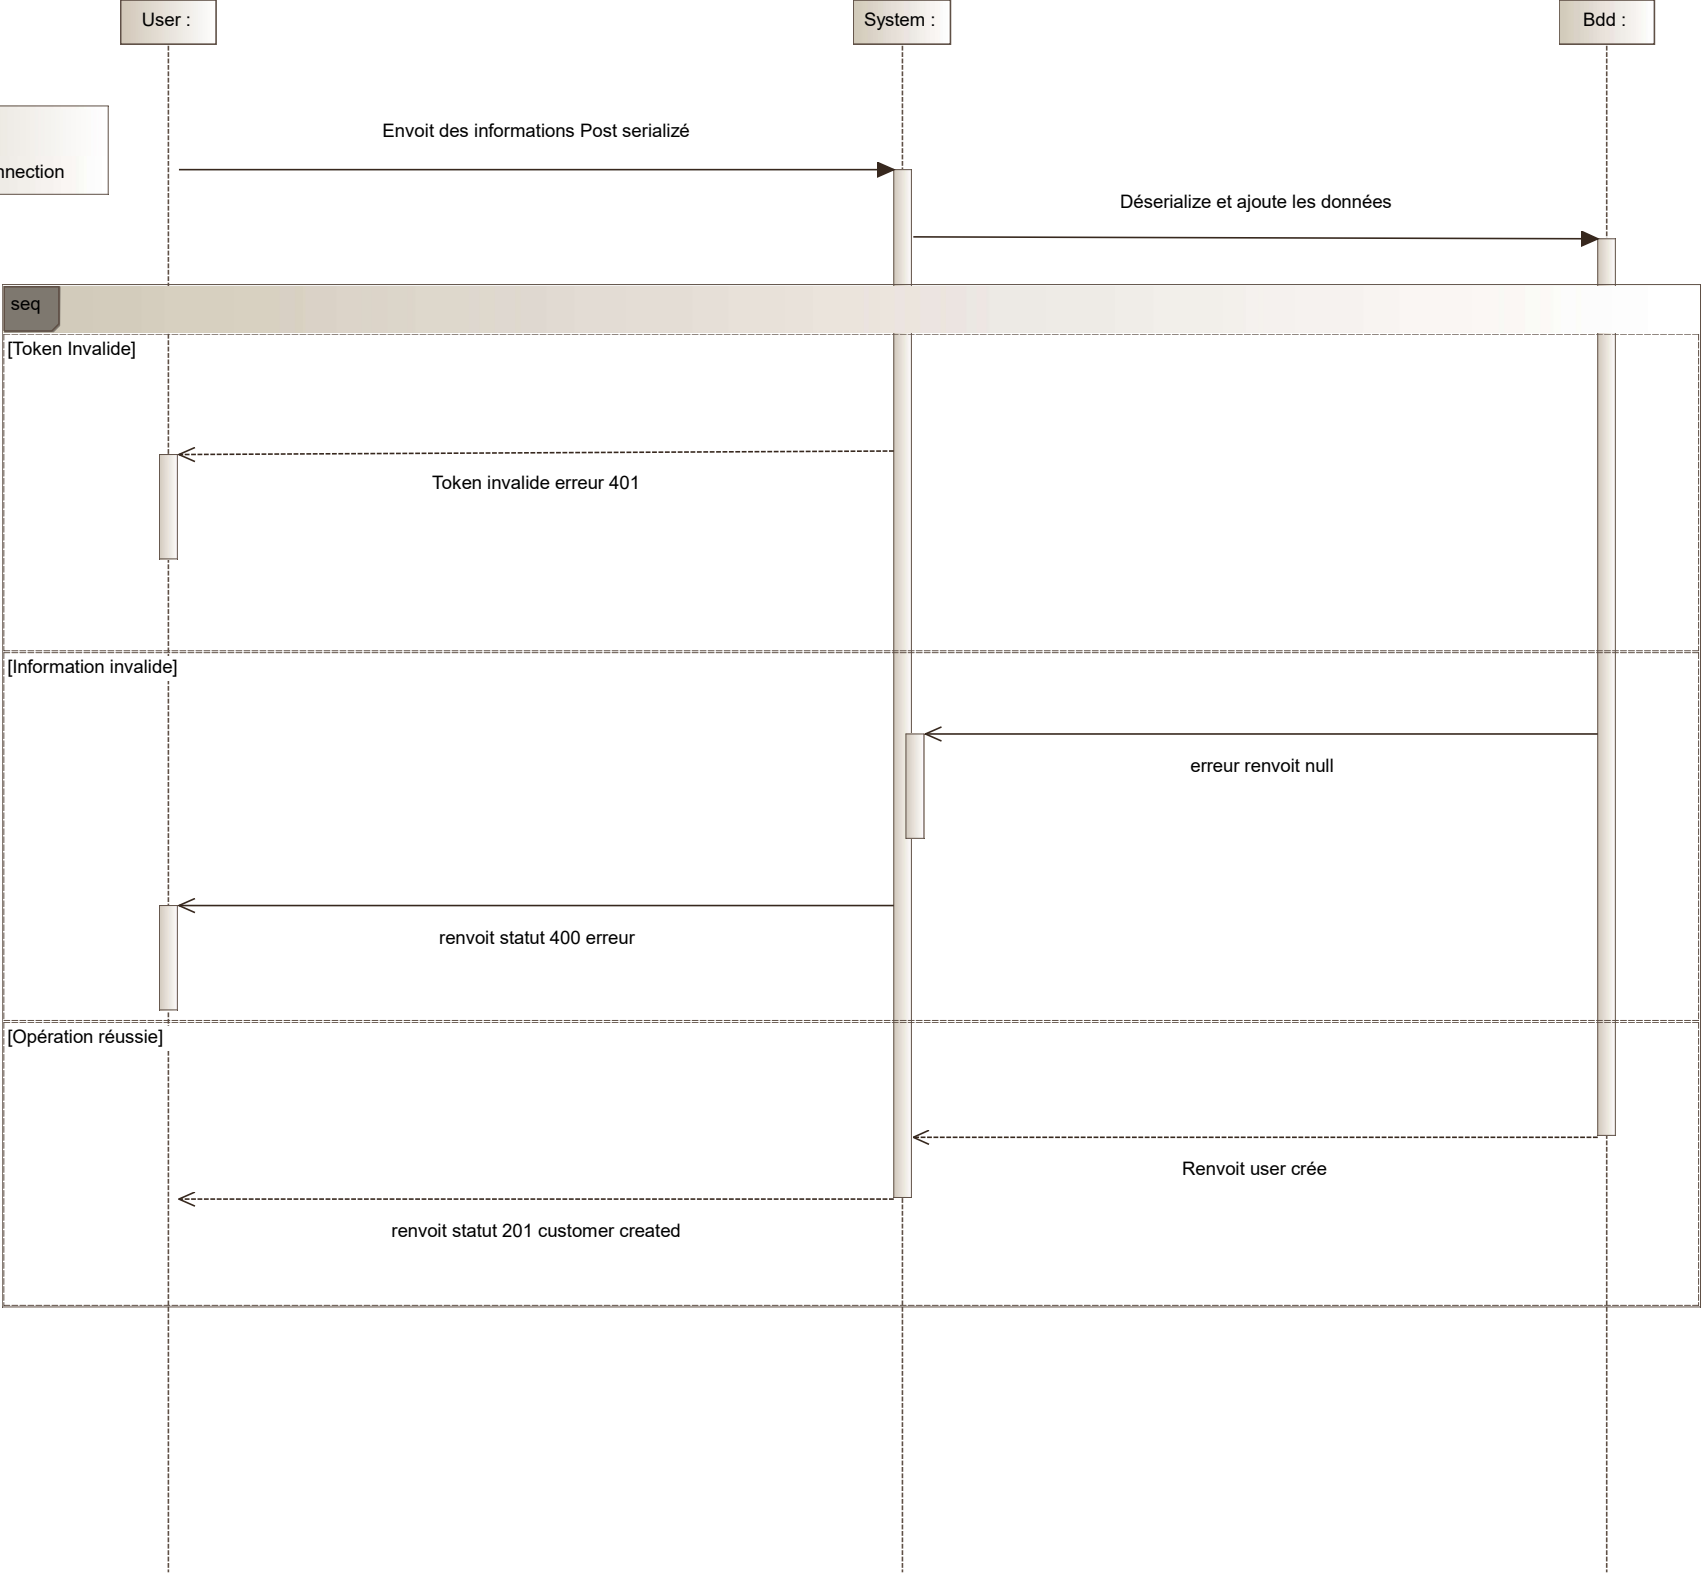 User :
System :
Bdd :
Envoit des informations Post serializé
nnection
Déserialize et ajoute les données
seq
[Token Invalide]
Token invalide erreur 401
[Information invalide]
erreur renvoit null
renvoit statut 400 erreur
[Opération réussie]
Renvoit user crée
renvoit statut 201 customer created